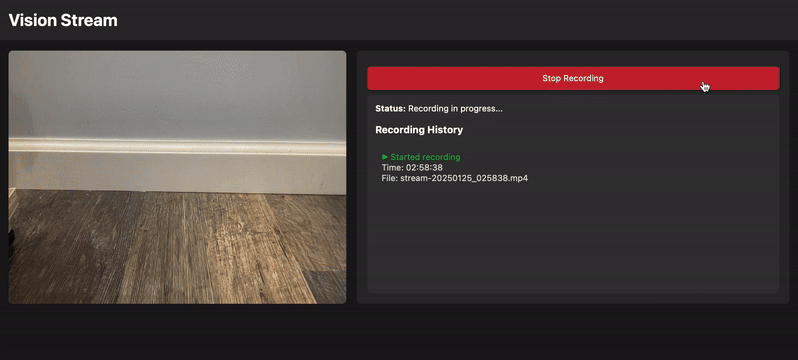 Vision Stream
Stop Recording
Status: Recording in progress...
Recording History
▶ Started recording
Time: 02:58:38
File: stream-20250125_025838.mp4